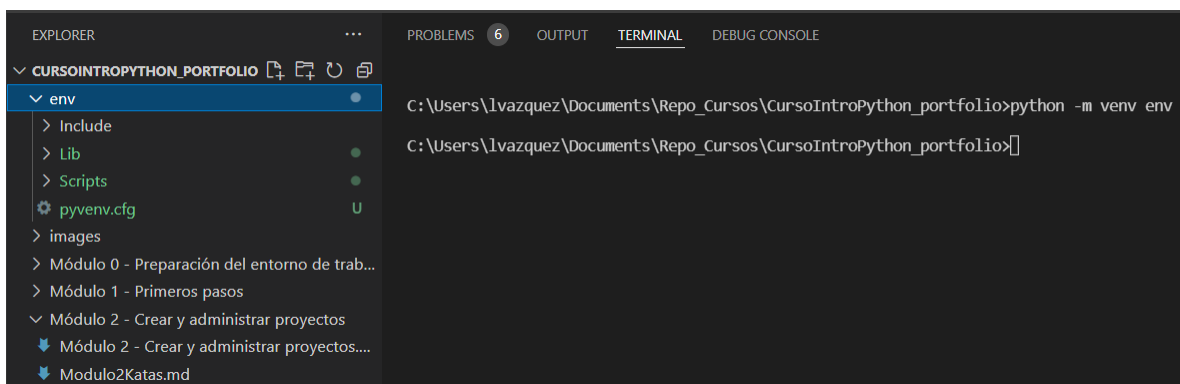 EXPLORER ...
CURSOINTROPYTHON_PORTFOLIO
env
Include
Lib
Scripts
pyvenv.cfg U
images
Módulo 0 - Preparación del entorno de trab...
Módulo 1 - Primeros pasos
Módulo 2 - Crear y administrar proyectos
Módulo 2 - Crear y administrar proyectos....
Modulo2Katas.md
PROBLEMS 6 OUTPUT TERMINAL DEBUG CONSOLE
C:\Users\lvazquez\Documents\Repo_Cursos\CursoIntroPython_portfolio>python -m venv env
C:\Users\lvazquez\Documents\Repo_Cursos\CursoIntroPython_portfolio>